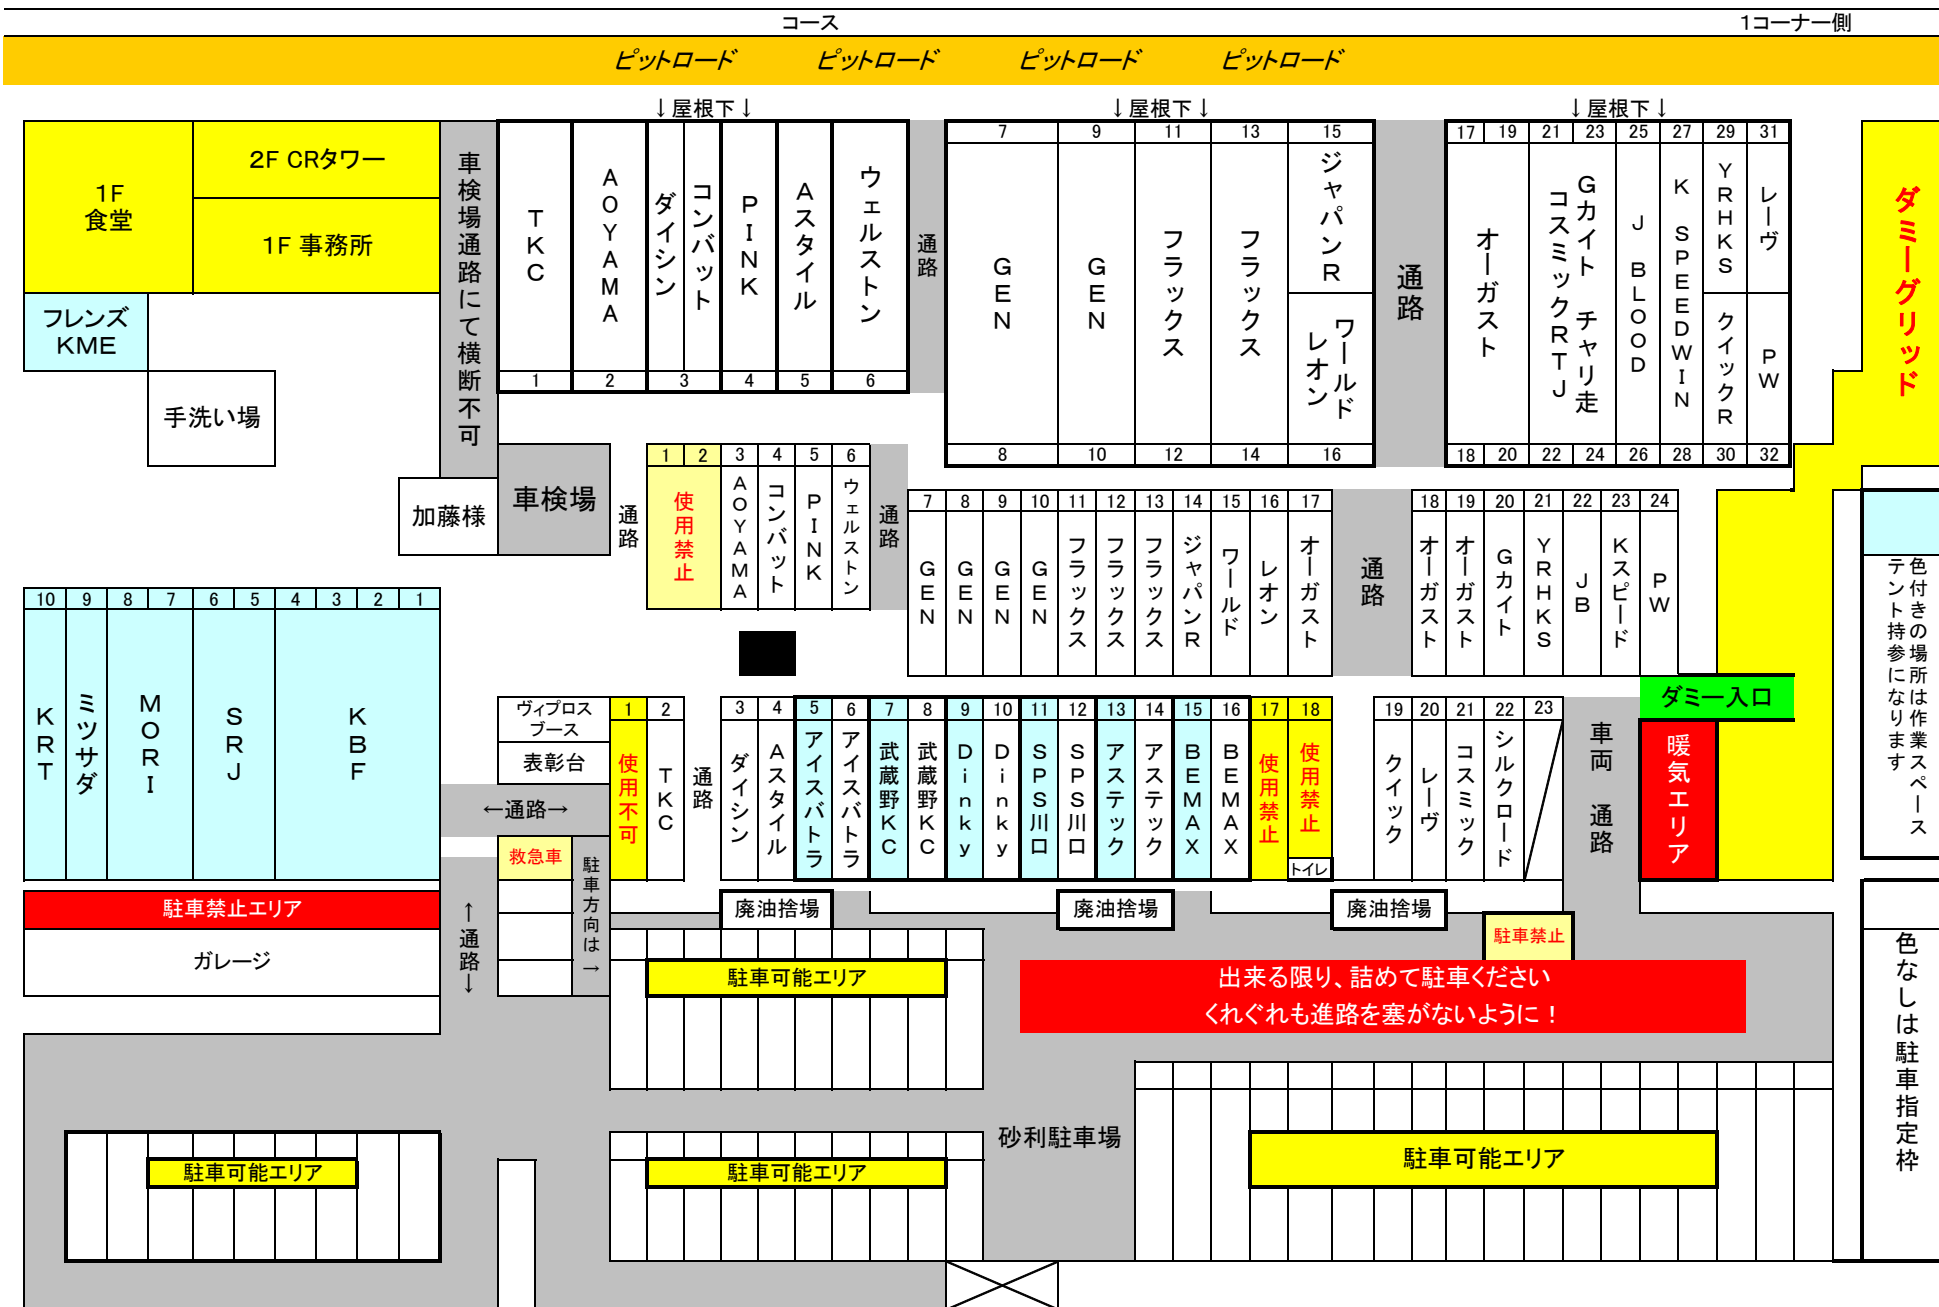 コース
1コーナー側
ピットロード ピットロード ピットロード ピットロード
↓屋根下↓ ↓屋根下↓ ↓屋根下↓
1F
食堂
2F CRタワー
1F 事務所
フレンズ
KME
手洗い場
車検場通路にて横断不可
TKC
AOYAMA
ダイシン
コンバット
PINK
Aスタイル
ウェルストン
1 2 3 4 5 6
通路
7 9 11 13 15
GEN
GEN
フラックス
フラックス
ジャパンR
ワールド
レオン
8 10 12 14 16
通路
17 19 21 23 25 27 29 31
オーガスト
Gカイト チャリ走
コスミックRTJ
J BLOOD
K SPEEDWIN
YRHKS
クイックR
レーヴ
PW
18 20 22 24 26 28 30 32
ダミーグリッド
加藤様
車検場
通路
1 2 3 4 5 6
使用禁止
AOYAMA
コンバット
PINK
ウェルストン
通路
7 8 9 10 11 12 13 14 15 16 17
GEN
GEN
GEN
GEN
フラックス
フラックス
フラックス
ジャパンR
ワールド
レオン
オーガスト
通路
18 19 20 21 22 23 24
オーガスト
オーガスト
Gカイト
YRHKS
JB
Kスピード
PW
色付きの場所は作業スペース
テント持参になります
10 9 8 7 6 5 4 3 2 1
KRT
ミツサダ
MORI
SRJ
KBF
ヴィプロス
ブース
表彰台
←通路→
1 2
使用不可
TKC
通路
3 4 5 6 7 8 9 10 11 12 13 14 15 16 17 18
ダイシン
Aスタイル
アイスバトラ
アイスバトラ
武蔵野KC
武蔵野KC
Dinky
Dinky
SPS川口
SPS川口
アステック
アステック
BEMAX
BEMAX
使用禁止
使用禁止
トイレ
19 20 21 22 23
クイック
レーヴ
コスミック
シルクロード
車両 通路
ダミー入口
暖気エリア
救急車
駐車方向は→
駐車禁止エリア
ガレージ
←通路→
廃油捨場
廃油捨場
廃油捨場
駐車禁止
駐車可能エリア
出来る限り、詰めて駐車ください
くれぐれも進路を塞がないように！
色なしは駐車指定枠
砂利駐車場
駐車可能エリア
駐車可能エリア
駐車可能エリア